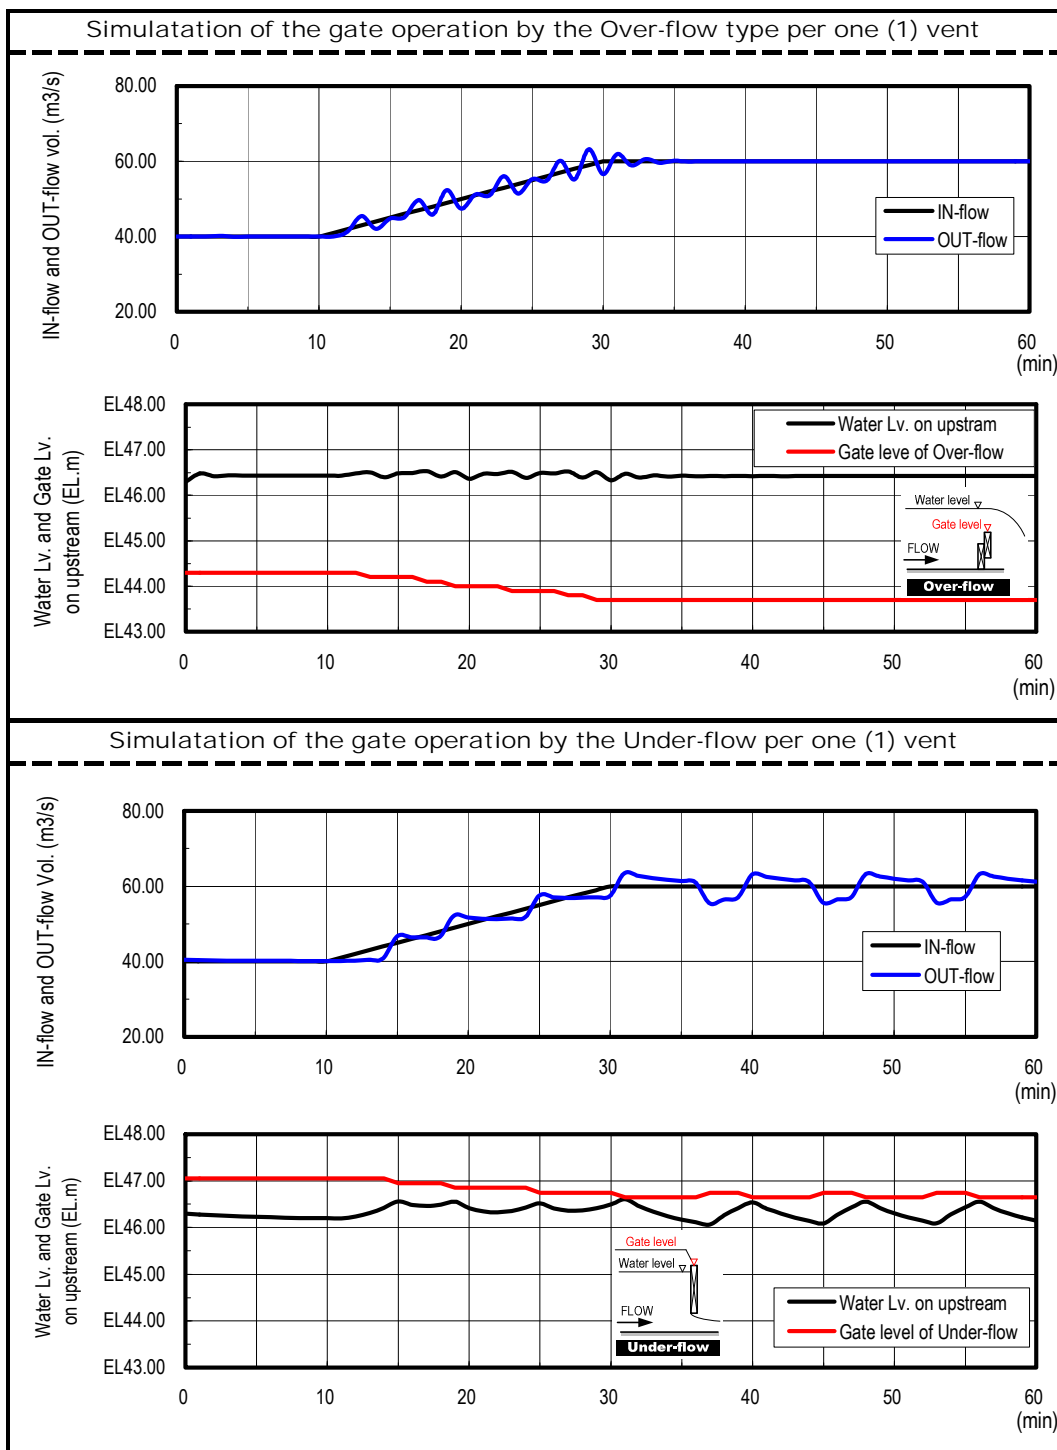 Simulatation of the gate operation by the Over-flow type per one (1) vent
IN-flow and OUT-flow vol. (m3/s)
80.00
60.00
40.00
20.00
IN-flow
OUT-flow
0 10 20 30 40 50 60
(min)
Water Lv. and Gate Lv.
on upstream (EL.m)
EL48.00
EL47.00
EL46.00
EL45.00
EL44.00
EL43.00
Water Lv. on upstram
Gate leve of Over-flow
Water level
Gate level
FLOW
Over-flow
0 10 20 30 40 50 60
(min)
Simulatation of the gate operation by the Under-flow per one (1) vent
IN-flow and OUT-flow Vol. (m3/s)
80.00
60.00
40.00
20.00
IN-flow
OUT-flow
0 10 20 30 40 50 60
(min)
Water Lv. and Gate Lv.
on upstream (EL.m)
EL48.00
EL47.00
EL46.00
EL45.00
EL44.00
EL43.00
Gate level
Water level
FLOW
Under-flow
Water Lv. on upstream
Gate level of Under-flow
0 10 20 30 40 50 60
(min)